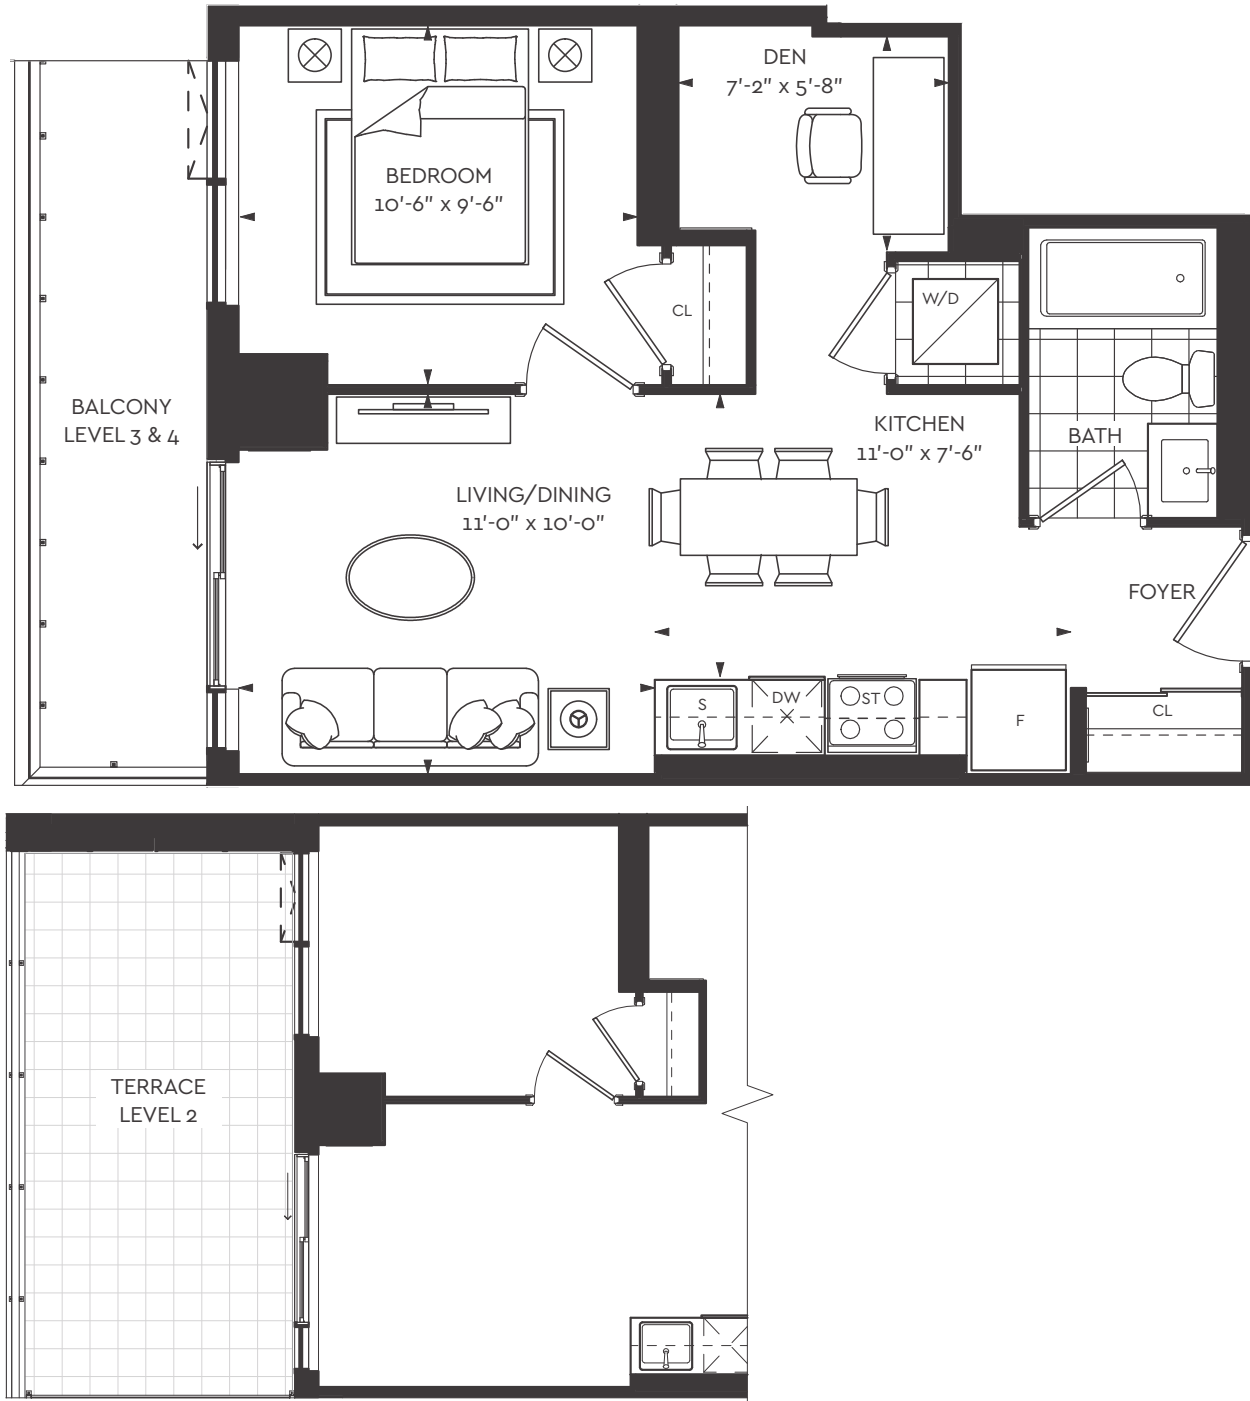 DEN
7'-2" x 5'-8"
BEDROOM
10'-6" x 9'-6"
W/D
CL
BALCONY
LEVEL 3 & 4
KITCHEN
11'-0" x 7'-6"
BATH
LIVING/DINING
11'-0" x 10'-0"
FOYER
S
DW
ST
F
CL
TERRACE
LEVEL 2